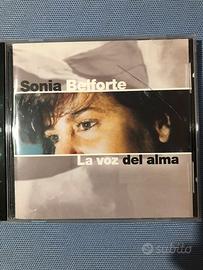 Sonia Belforte
La voz del alma
subito